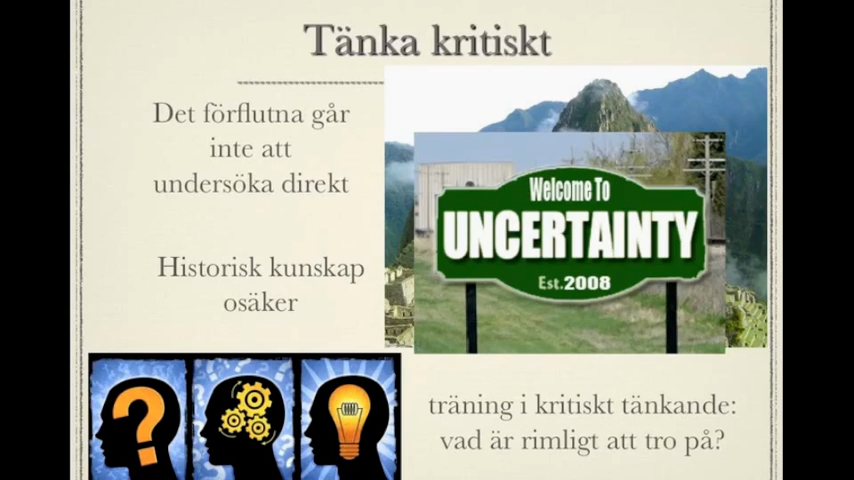 Tänka kritiskt
Det förflutna går
inte att
undersöka direkt
Welcome To
UNCERTAINTY
Est.2008
Historisk kunskap
osäker
?
träning i kritiskt tänkande:
vad är rimligt att tro på?